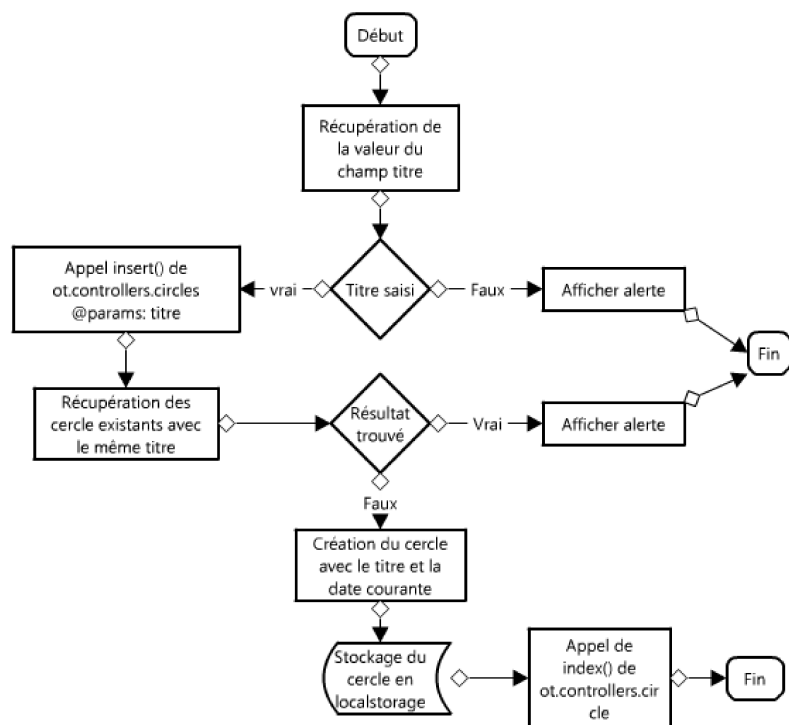 Début
Récupération de
la valeur du
champ titre
Appel insert() de
ot.controllers.circles
@params: titre
vrai
Titre saisi
Faux
Afficher alerte
Fin
Récupération des
cercle existants avec
le même titre
Résultat
trouvé
Vrai
Afficher alerte
Faux
Création du cercle
avec le titre et la
date courante
Stockage du
cercle en
localstorage
Appel de
index() de
ot.controllers.cir
cle
Fin